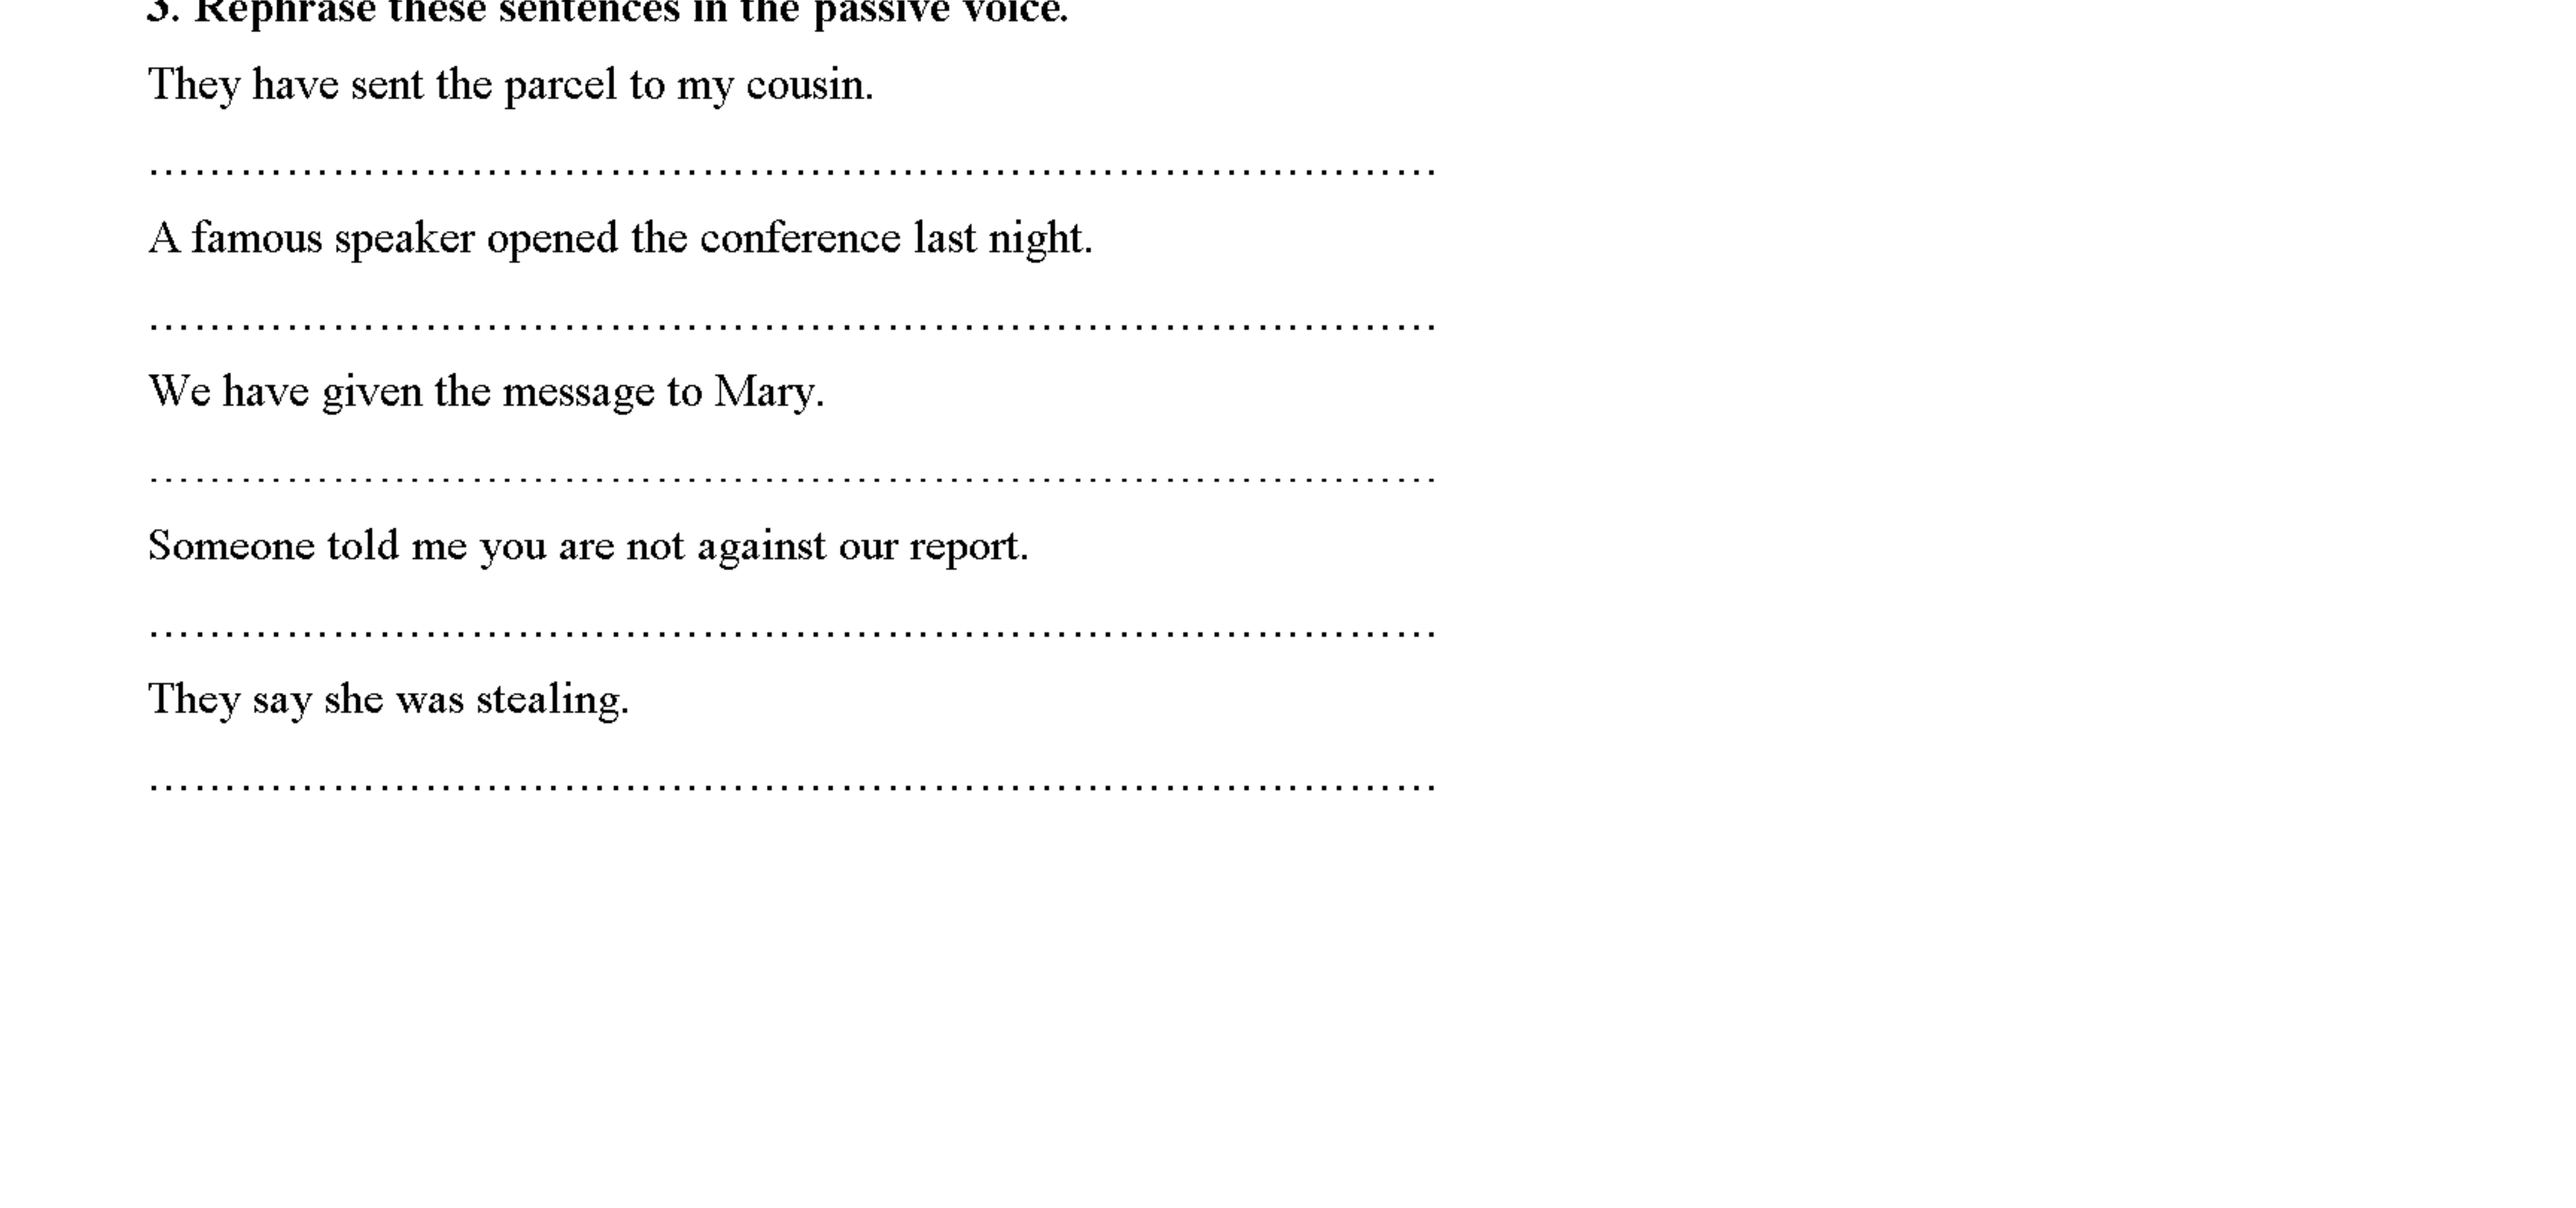 3. Rephrase these sentences in the passive voice.
They have sent the parcel to my cousin.
....................................................................................
A famous speaker opened the conference last night.
....................................................................................
We have given the message to Mary.
....................................................................................
Someone told me you are not against our report.
....................................................................................
They say she was stealing.
....................................................................................